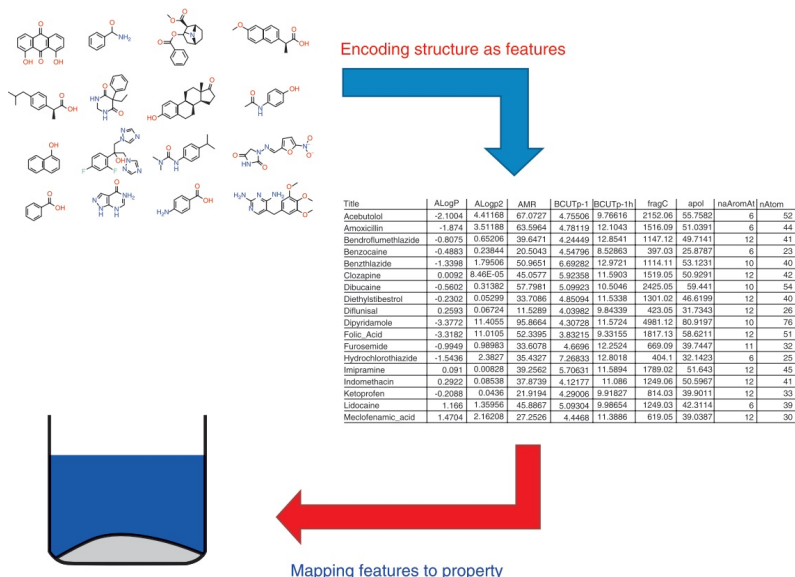 Encoding structure as features
Title ALogP ALogp2 AMR BCUTp-1 BCUTp-1h fragC apol naAromAt nAtom
Acebutolol -2.1004 4.41168 67.0727 4.75506 9.76616 2152.06 55.7582 6 52
Amoxicillin -1.874 3.51188 63.5964 4.78119 12.1043 1516.09 51.0391 6 44
Bendroflumethlazide -0.8075 0.65206 39.6471 4.24449 12.8541 1147.12 49.7141 12 41
Benzocaine -0.4883 0.23844 20.5043 4.54796 8.52863 397.03 25.8787 6 23
Benzthlazide -1.3398 1.79506 50.9651 6.69282 12.9721 1114.11 53.1231 10 40
Clozapine 0.0092 8.46E-05 45.0577 5.92358 11.5903 1519.05 50.9291 12 42
Dibucaine -0.5602 0.31382 57.7981 5.09923 10.5046 2425.05 59.441 10 54
Diethylstibestrol -0.2302 0.05299 33.7086 4.85094 11.5338 1301.02 46.6199 12 40
Diflunisal 0.2593 0.06724 11.5289 4.03982 9.84339 423.05 31.7343 12 26
Dipyridamole -3.3772 11.4055 95.8664 4.30728 11.5724 4981.12 80.9197 10 76
Folic_Acid -3.3182 11.0105 52.3395 3.83215 9.33155 1817.13 58.6211 12 51
Furosemide -0.9949 0.98983 33.6078 4.6696 12.2524 669.09 39.7447 11 32
Hydrochlorothiazide -1.5436 2.3827 35.4327 7.26833 12.8018 404.1 32.1423 6 25
Imipramine 0.091 0.00828 39.2562 5.70631 11.5894 1789.02 51.643 12 45
Indomethacin 0.2922 0.08538 37.8739 4.12177 11.086 1249.06 50.5967 12 41
Ketoprofen -0.2088 0.0436 21.9194 4.29006 9.91827 814.03 39.9011 12 33
Lidocaine 1.166 1.35956 45.8867 5.09304 9.98654 1249.03 42.3114 6 39
Meclofenamic_acid 1.4704 2.16208 27.2526 4.4468 11.3886 619.05 39.0387 12 30
Mapping features to property